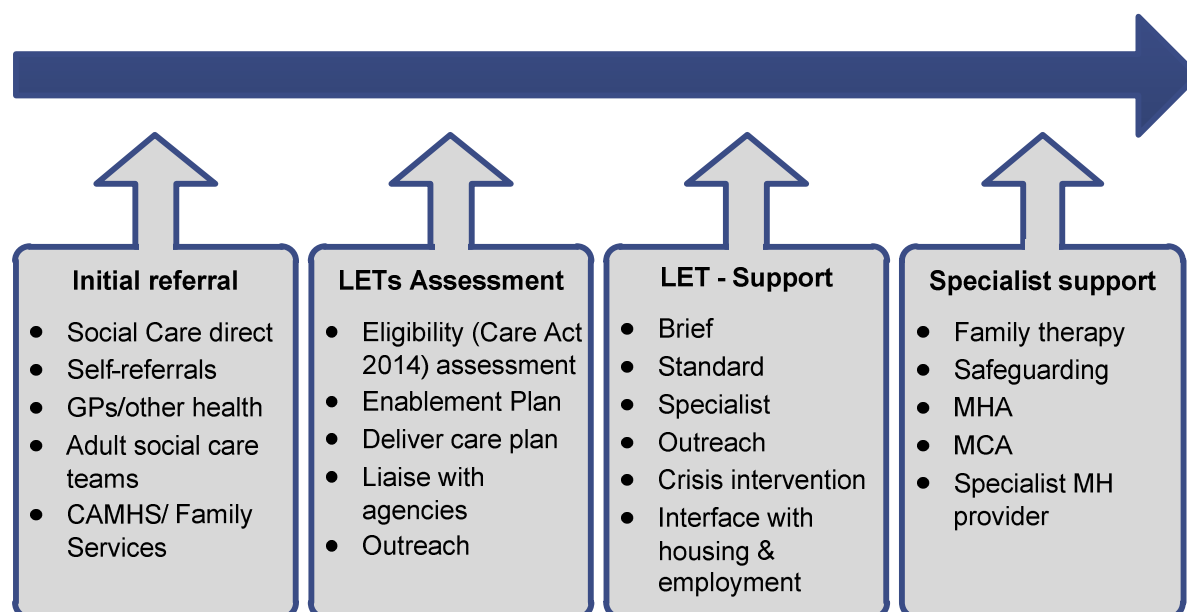 Initial referral
● Social Care direct
● Self-referrals
● GPs/other health
● Adult social care
teams
● CAMHS/ Family
Services
LETs Assessment
● Eligibility (Care Act
2014) assessment
● Enablement Plan
● Deliver care plan
● Liaise with
agencies
● Outreach
LET - Support
● Brief
● Standard
● Specialist
● Outreach
● Crisis intervention
● Interface with
housing &
employment
Specialist support
● Family therapy
● Safeguarding
● MHA
● MCA
● Specialist MH
provider